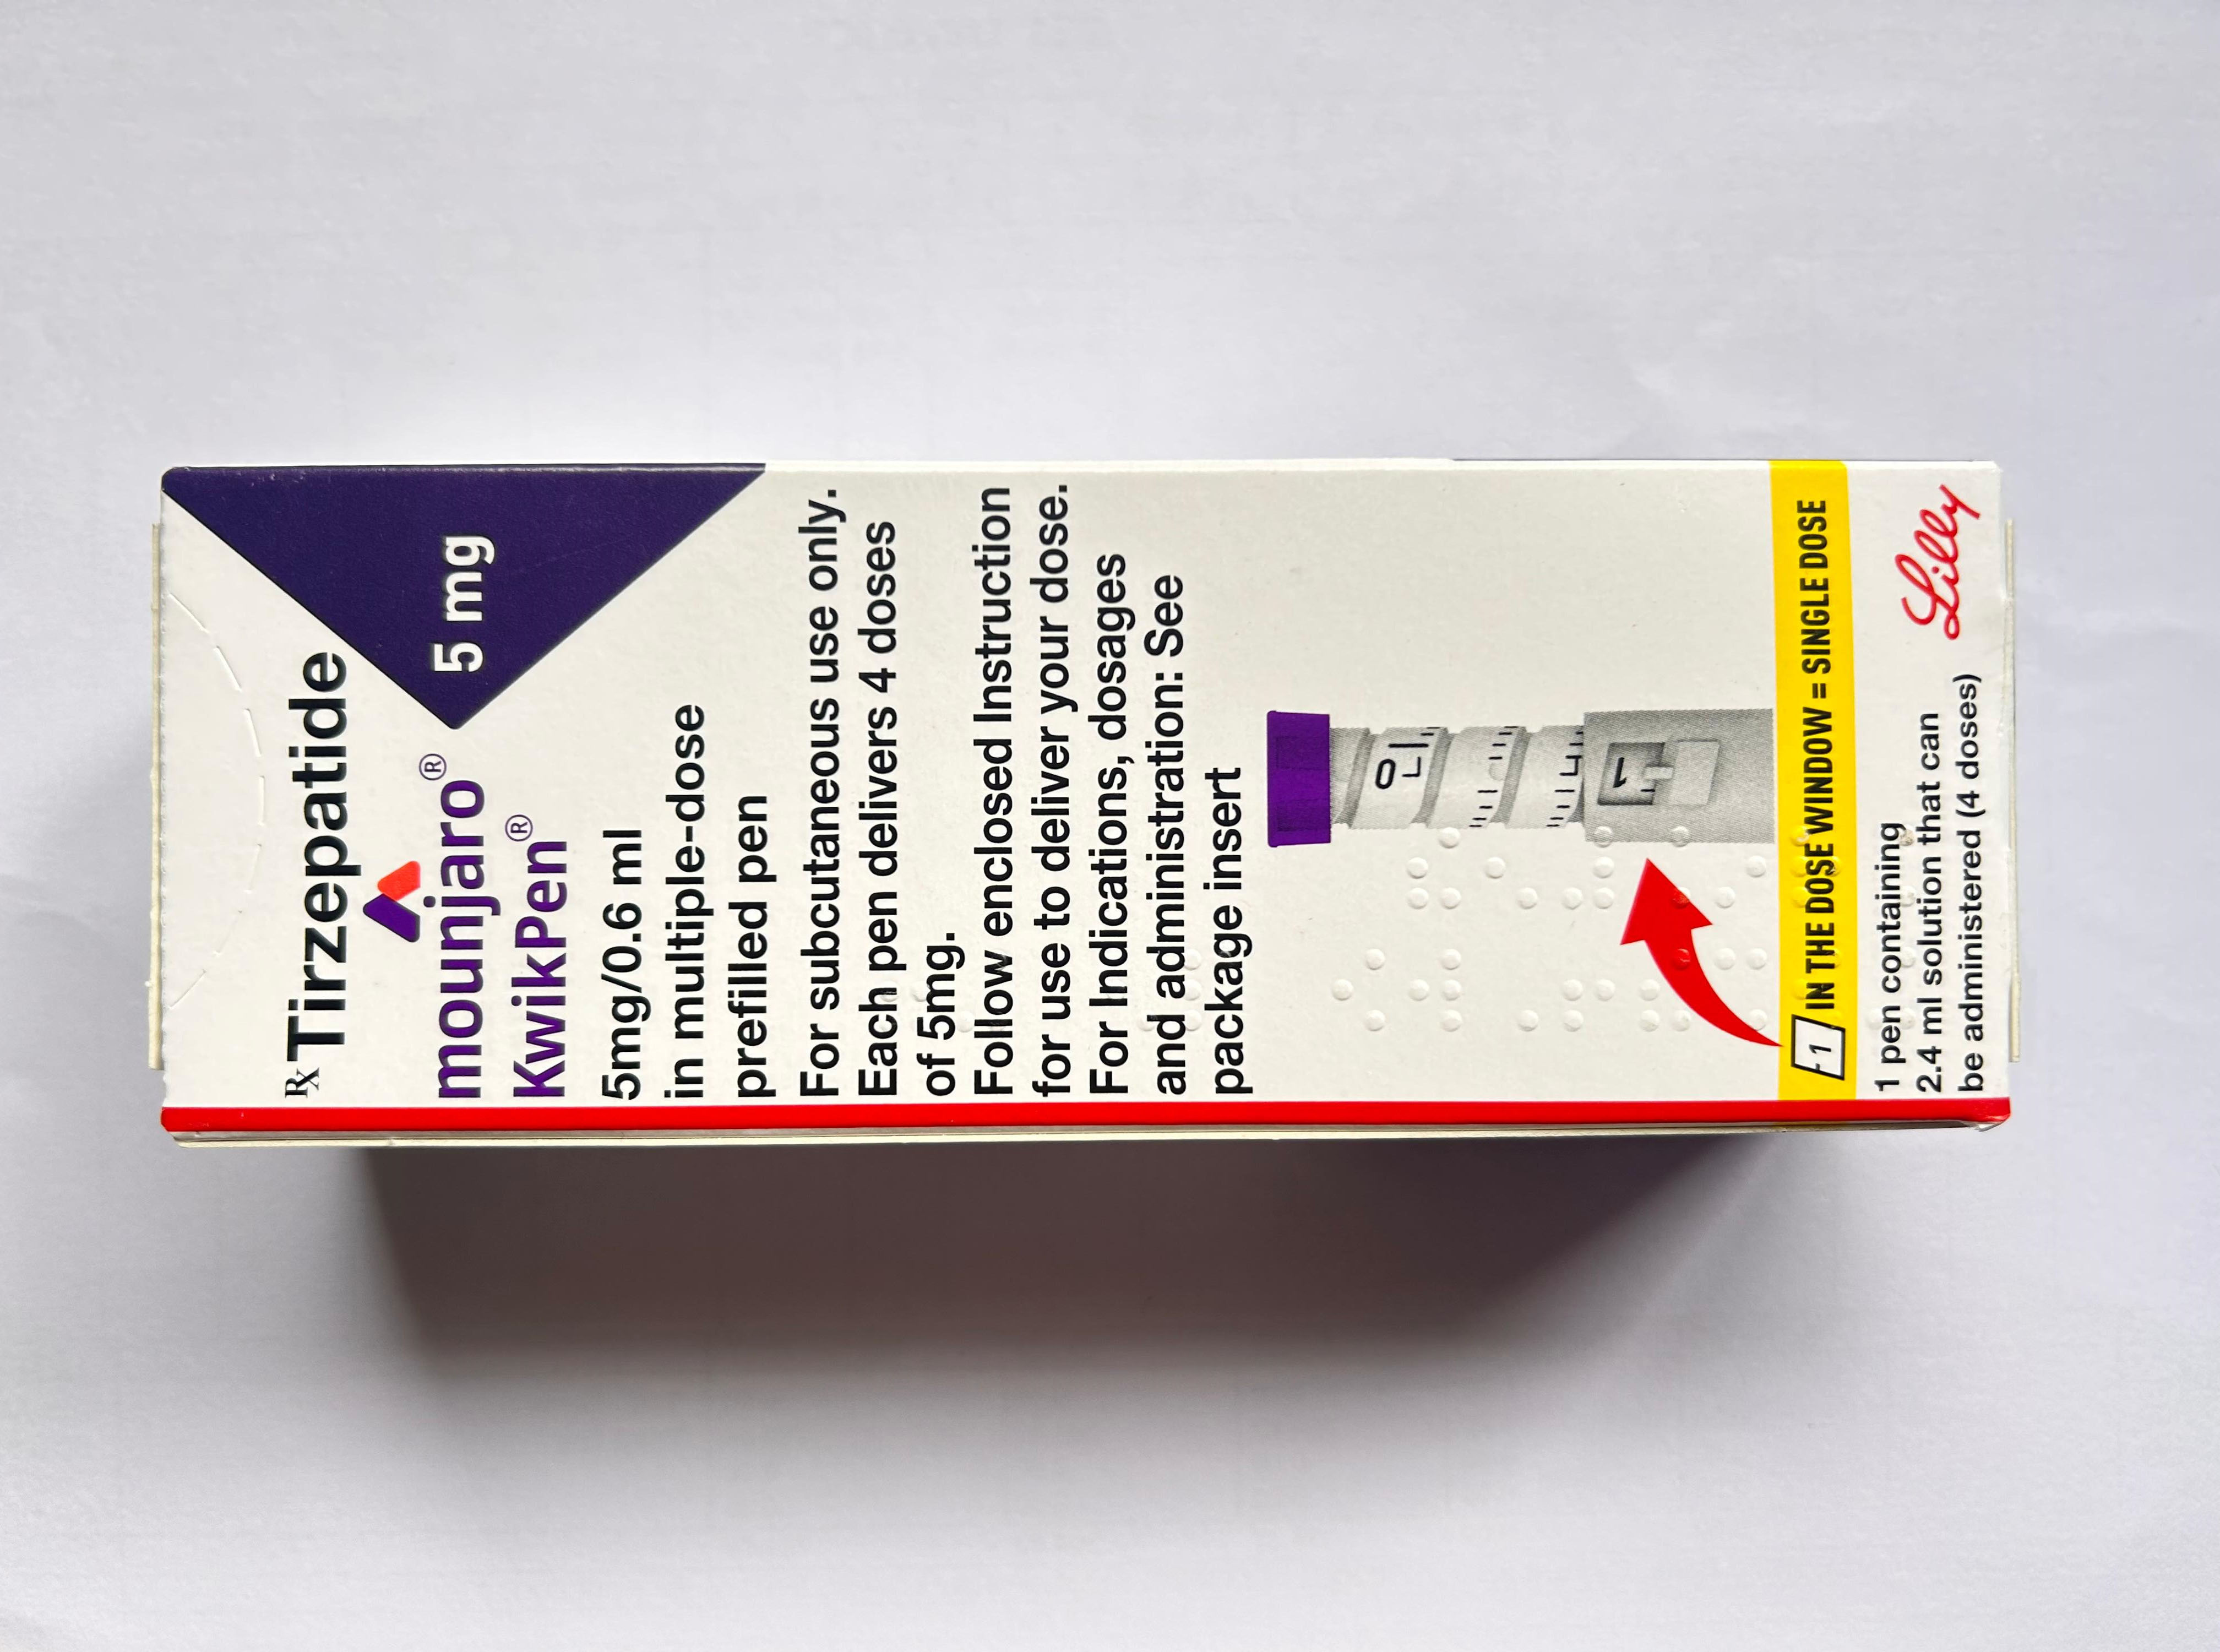 Rx Tirzepatide
mounjaro®
KwikPen®
5 mg
5mg/0.6 ml
in multiple-dose
prefilled pen
For subcutaneous use only.
Each pen delivers 4 doses
of 5mg.
Follow enclosed Instruction
for use to deliver your dose.
For Indications, dosages
and administration: See
package insert
0
1
1 IN THE DOSE WINDOW = SINGLE DOSE
1 pen containing
2.4 ml solution that can
be administered (4 doses)
Lilly